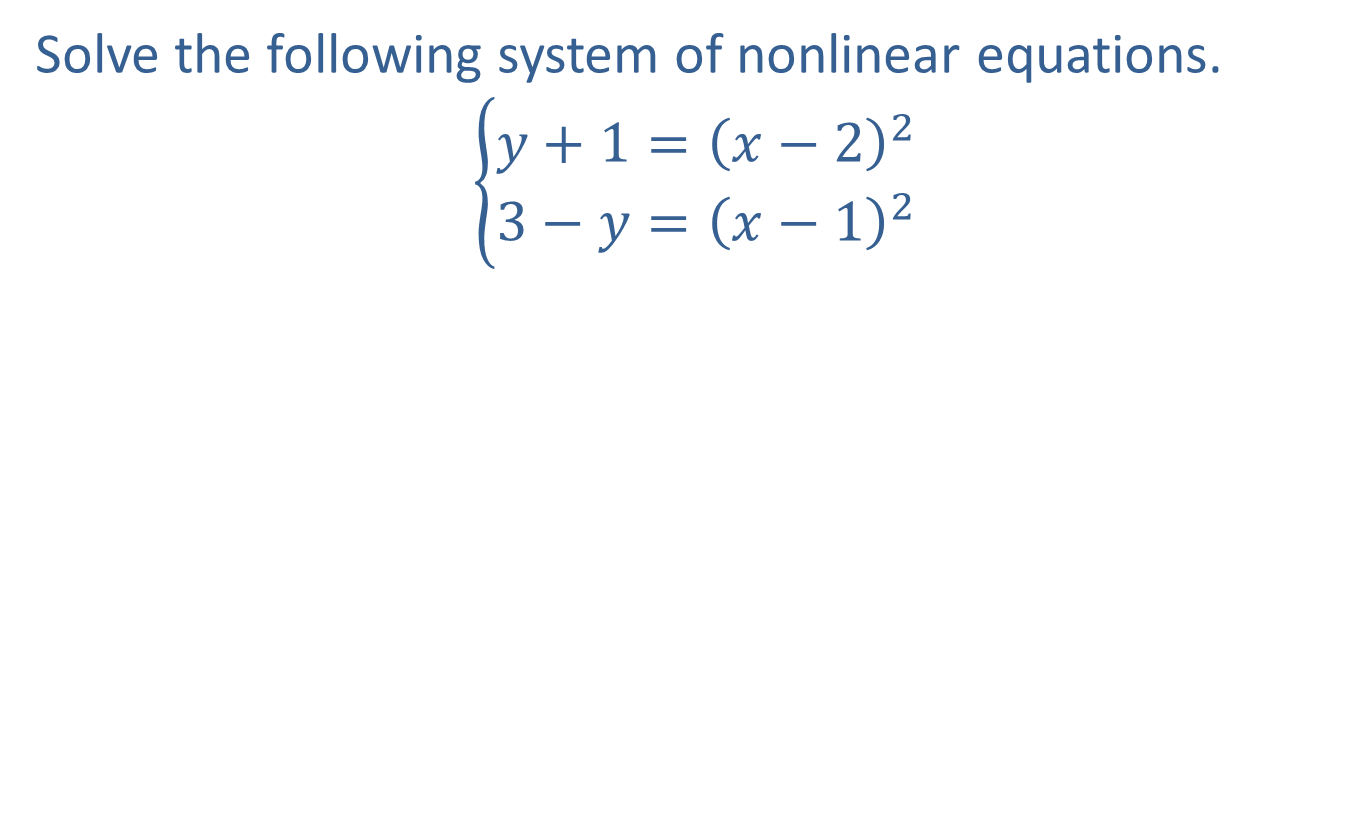 Solve the following system of nonlinear equations.
y + 1 = (x − 2)²
3 − y = (x − 1)²